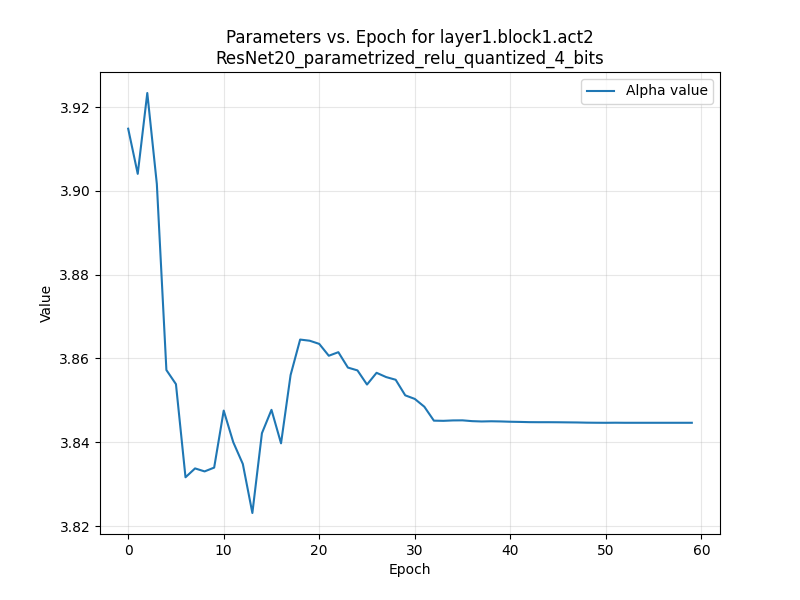 Parameters vs. Epoch for layer1.block1.act2
ResNet20_parametrized_relu_quantized_4_bits
Alpha value
3.92
3.90
3.88
3.86
3.84
3.82
Value
0 10 20 30 40 50 60
Epoch